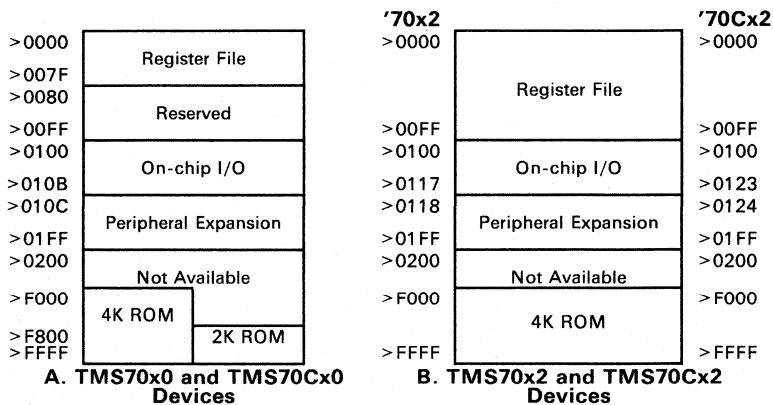 '70x2 '70Cx2
>0000 >0000 >0000
Register File
>007F
>0080 Register File
Reserved
>00FF >00FF >00FF
>0100 >0100 >0100
On-chip I/O On-chip I/O
>010B >0117 >0123
>010C >0118 >0124
Peripheral Expansion Peripheral Expansion
>01FF >01FF >01FF
>0200 >0200 >0200
Not Available Not Available
>F000 >F000 >F000
4K ROM 4K ROM
>F800 2K ROM
>FFFF >FFFF >FFFF
A. TMS70x0 and TMS70Cx0 B. TMS70x2 and TMS70Cx2
Devices Devices